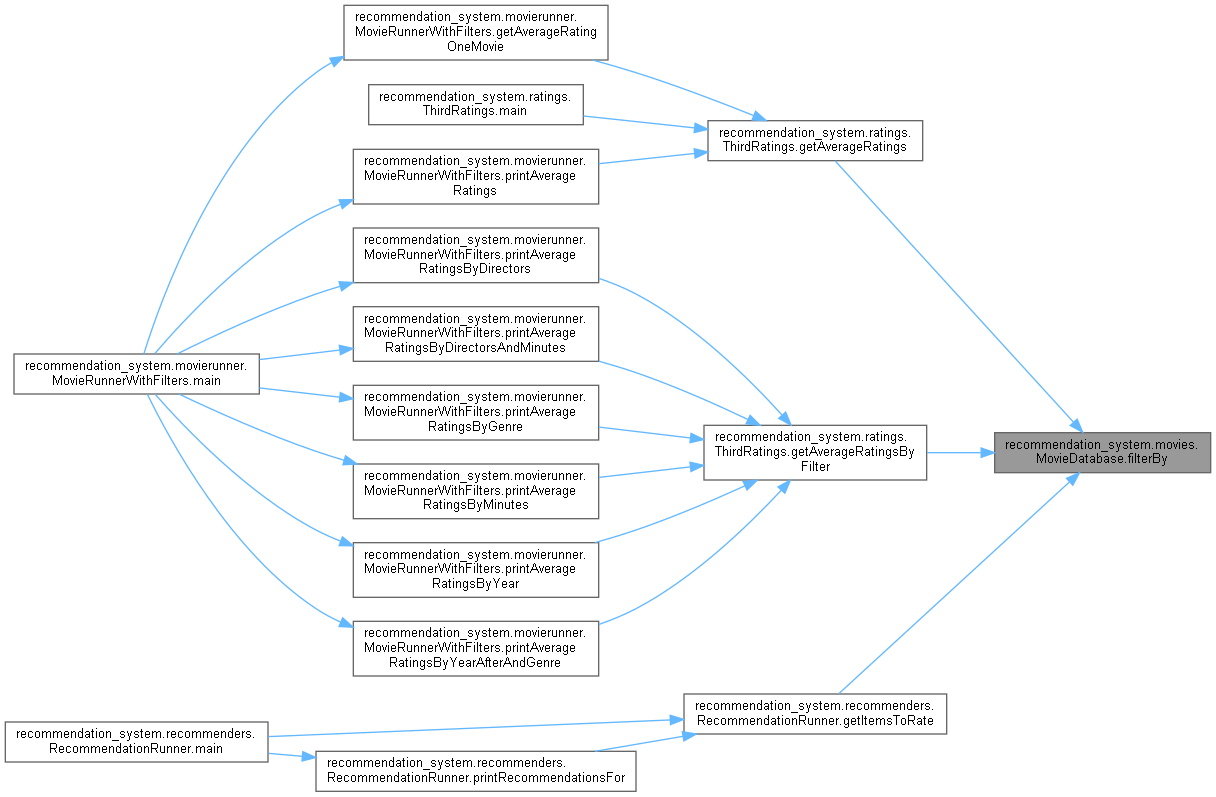 recommendation_system.movierunner.
MovieRunnerWithFilters.getAverageRating
OneMovie
recommendation_system.ratings.
ThirdRatings.main
recommendation_system.ratings.
ThirdRatings.getAverageRatings
recommendation_system.movierunner.
MovieRunnerWithFilters.printAverage
Ratings
recommendation_system.movierunner.
MovieRunnerWithFilters.printAverage
RatingsByDirectors
recommendation_system.movierunner.
MovieRunnerWithFilters.printAverage
RatingsByDirectorsAndMinutes
recommendation_system.movierunner.
MovieRunnerWithFilters.main
recommendation_system.movierunner.
MovieRunnerWithFilters.printAverage
RatingsByGenre
recommendation_system.ratings.
ThirdRatings.getAverageRatingsBy
Filter
recommendation_system.movies.
MovieDatabase.filterBy
recommendation_system.movierunner.
MovieRunnerWithFilters.printAverage
RatingsByMinutes
recommendation_system.movierunner.
MovieRunnerWithFilters.printAverage
RatingsByYear
recommendation_system.movierunner.
MovieRunnerWithFilters.printAverage
RatingsByYearAfterAndGenre
recommendation_system.recommenders.
RecommendationRunner.getItemsToRate
recommendation_system.recommenders.
RecommendationRunner.main
recommendation_system.recommenders.
RecommendationRunner.printRecommendationsFor